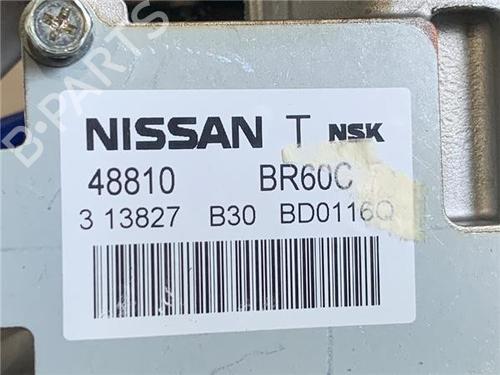 NISSAN T NSK
48810 BR60C
3 13827 B30 BD0116Q
B-PARTS